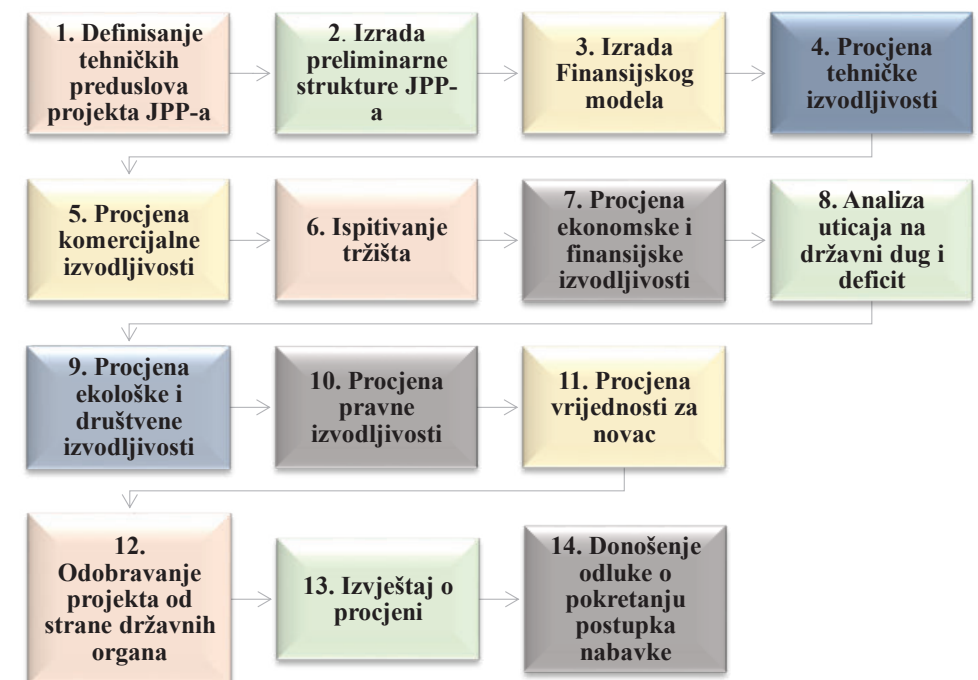 1. Definisanje
tehničkih
preduslova
projekta JPP-a
2. Izrada
preliminarne
strukture JPP-
a
3. Izrada
Finansijskog
modela
4. Procjena
tehničke
izvodljivosti
5. Procjena
komercijalne
izvodljivosti
6. Ispitivanje
tržišta
7. Procjena
ekonomske i
finansijske
izvodljivosti
8. Analiza
uticaja na
državni dug i
deficit
9. Procjena
ekološke i
društvene
izvodljivosti
10. Procjena
pravne
izvodljivosti
11. Procjena
vrijednosti za
novac
12.
Odobravanje
projekta od
strane državnih
organa
13. Izvještaj o
procjeni
14. Donošenje
odluke o
pokretanju
postupka
nabavke